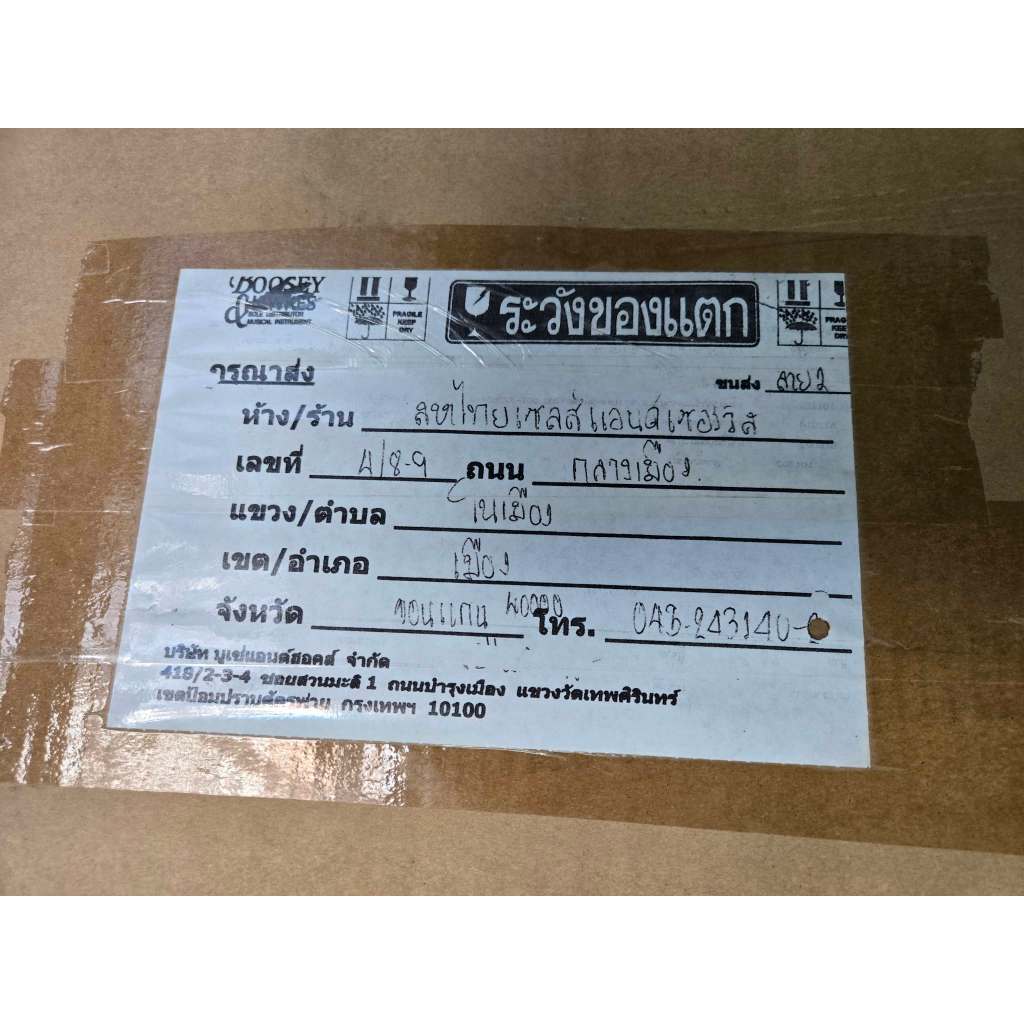 BOOSEY
&
SOLE DISTRIBUTOR
MUSICAL INSTRUMENT
FRAGILE
KEEP
DRY
ระวังของแตก
กรุณาส่ง
ขนส่ง สาย 2
ห้าง/ร้าน สหไทยเซลส์แอนด์เซอร์วิส
เลขที่ 4/8-9 ถนน กลางเมือง
แขวง/ตำบล ในเมือง
เขต/อำเภอ เมือง
จังหวัด ขอนแก่น 40000 โทร. 043-243140-
บริษัท บูเซ่แอนด์ฮอคส์ จำกัด
419/2-3-4 ซอยสวนมะลิ 1 ถนนบำรุงเมือง แขวงวัดเทพศิรินทร์
เขตป้อมปราบศัตรูพ่าย กรุงเทพฯ 10100